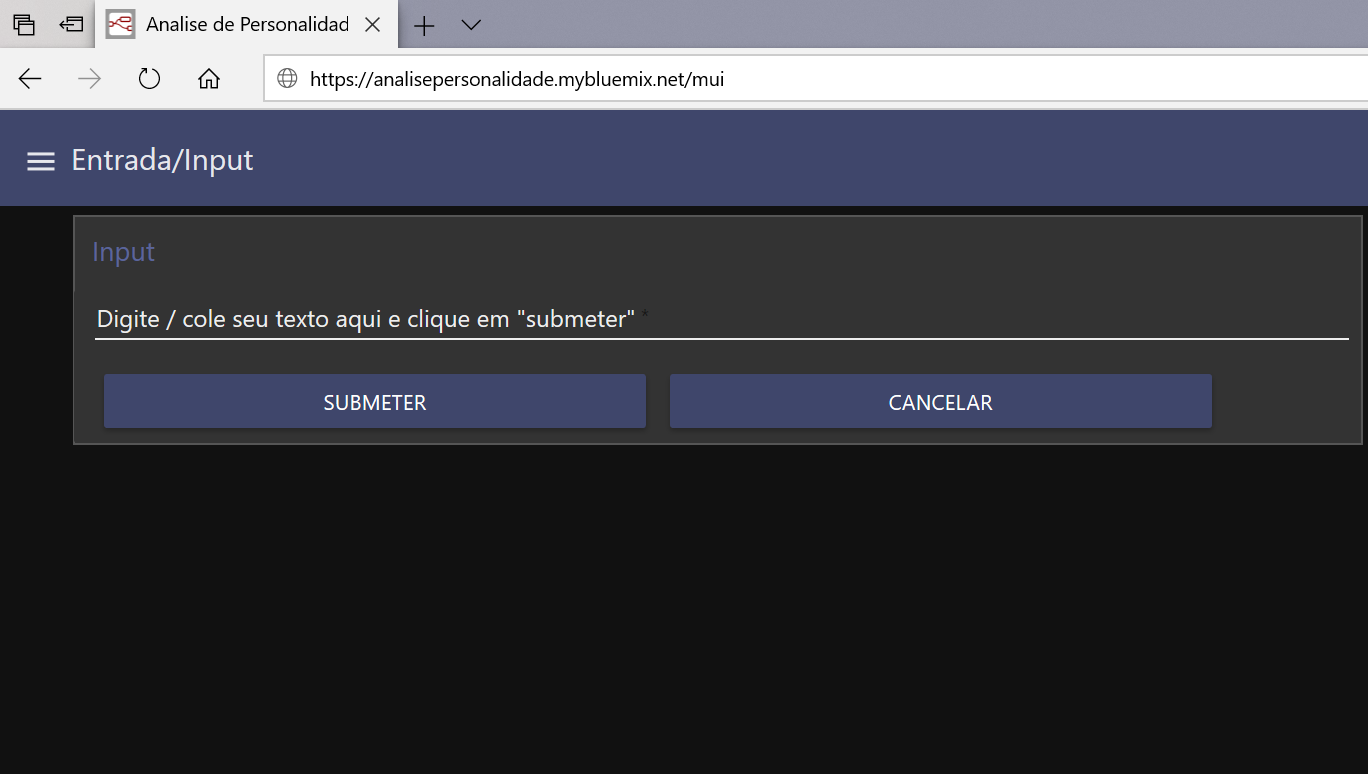 Analise de Personalidad
https://analisepersonalidade.mybluemix.net/mui
Entrada/Input
Input
Digite / cole seu texto aqui e clique em "submeter" *
SUBMETER
CANCELAR